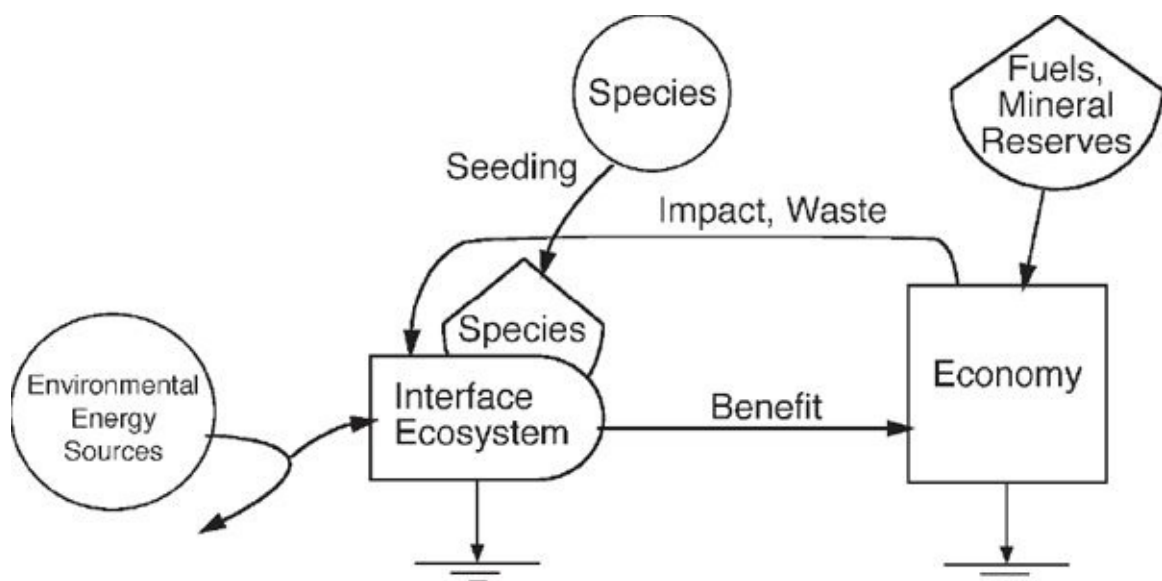 Species
Fuels,
Mineral
Reserves
Seeding
Impact, Waste
Species
Environmental
Energy
Sources
Interface
Ecosystem
Benefit
Economy